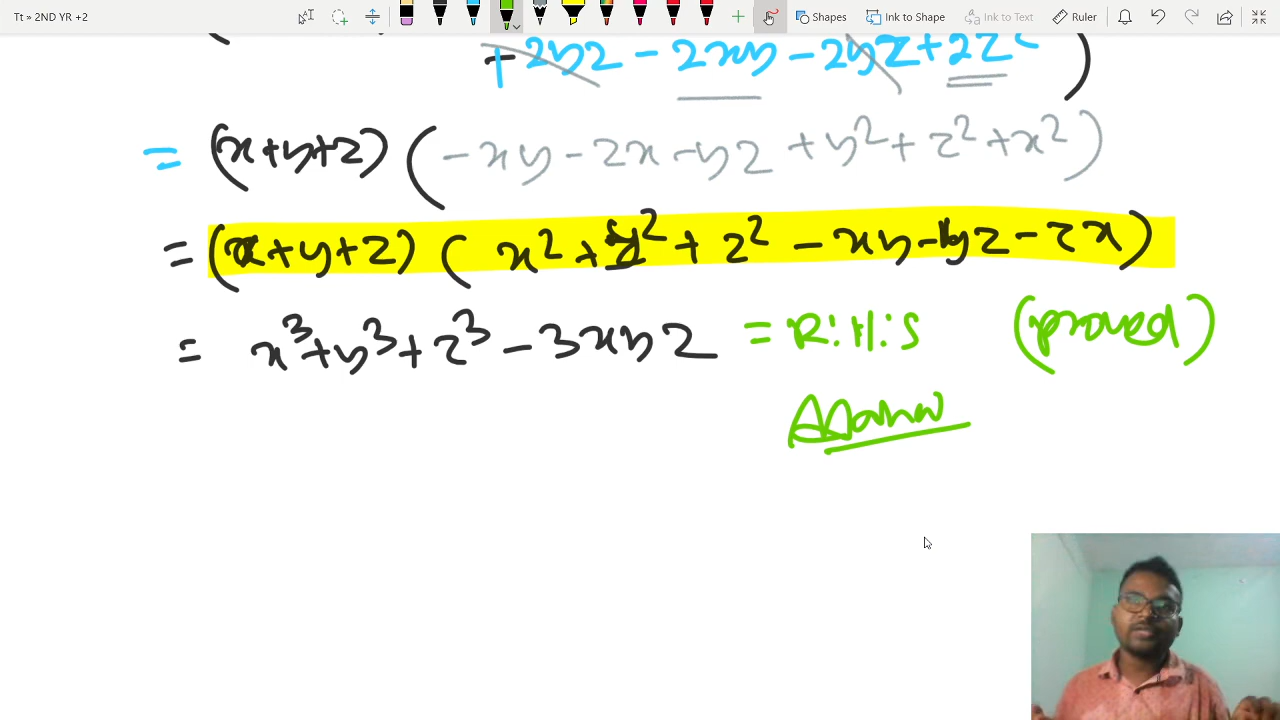 Tt » 2ND YR +2
Shapes Ink to Shape Ink to Text Ruler
+ 2yz - 2xy - 2yz + 2z² )
= (x+y+z) ( -xy - zx - yz + y² + z² + x² )
= (x+y+z) ( x² + y² + z² - xy - yz - zx )
= x³ + y³ + z³ - 3xyz = R.H.S (proved)